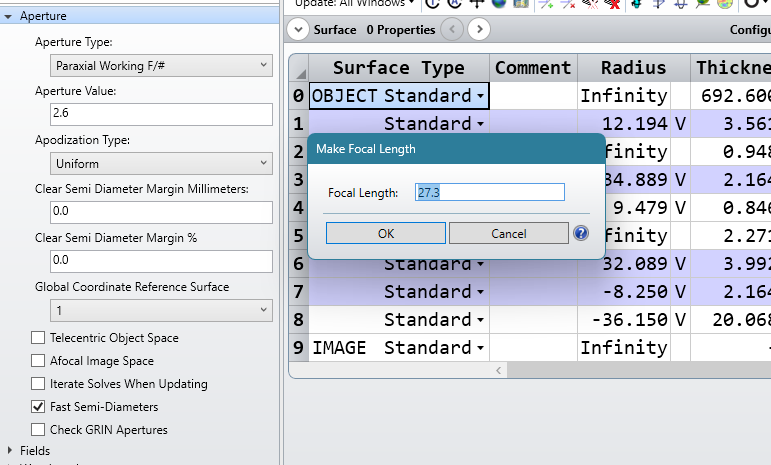 Update: All Windows
Aperture
Surface 0 Properties
Configu
Aperture Type:
Paraxial Working F/#
Aperture Value:
2.6
Apodization Type:
Uniform
Clear Semi Diameter Margin Millimeters:
0.0
Clear Semi Diameter Margin %
0.0
Global Coordinate Reference Surface
1
Telecentric Object Space
Afocal Image Space
Iterate Solves When Updating
Fast Semi-Diameters
Check GRIN Apertures
Fields
Surface Type Comment Radius Thickne
0 OBJECT Standard Infinity 692.600
1 Standard 12.194 V 3.561
2 finity 0.948
3 34.889 V 2.164
4 9.479 V 0.846
5 finity 2.271
6 Standard 32.089 V 3.992
7 Standard -8.250 V 2.164
8 Standard -36.150 V 20.068
9 IMAGE Standard Infinity -
Make Focal Length
Focal Length: 27.3
OK Cancel